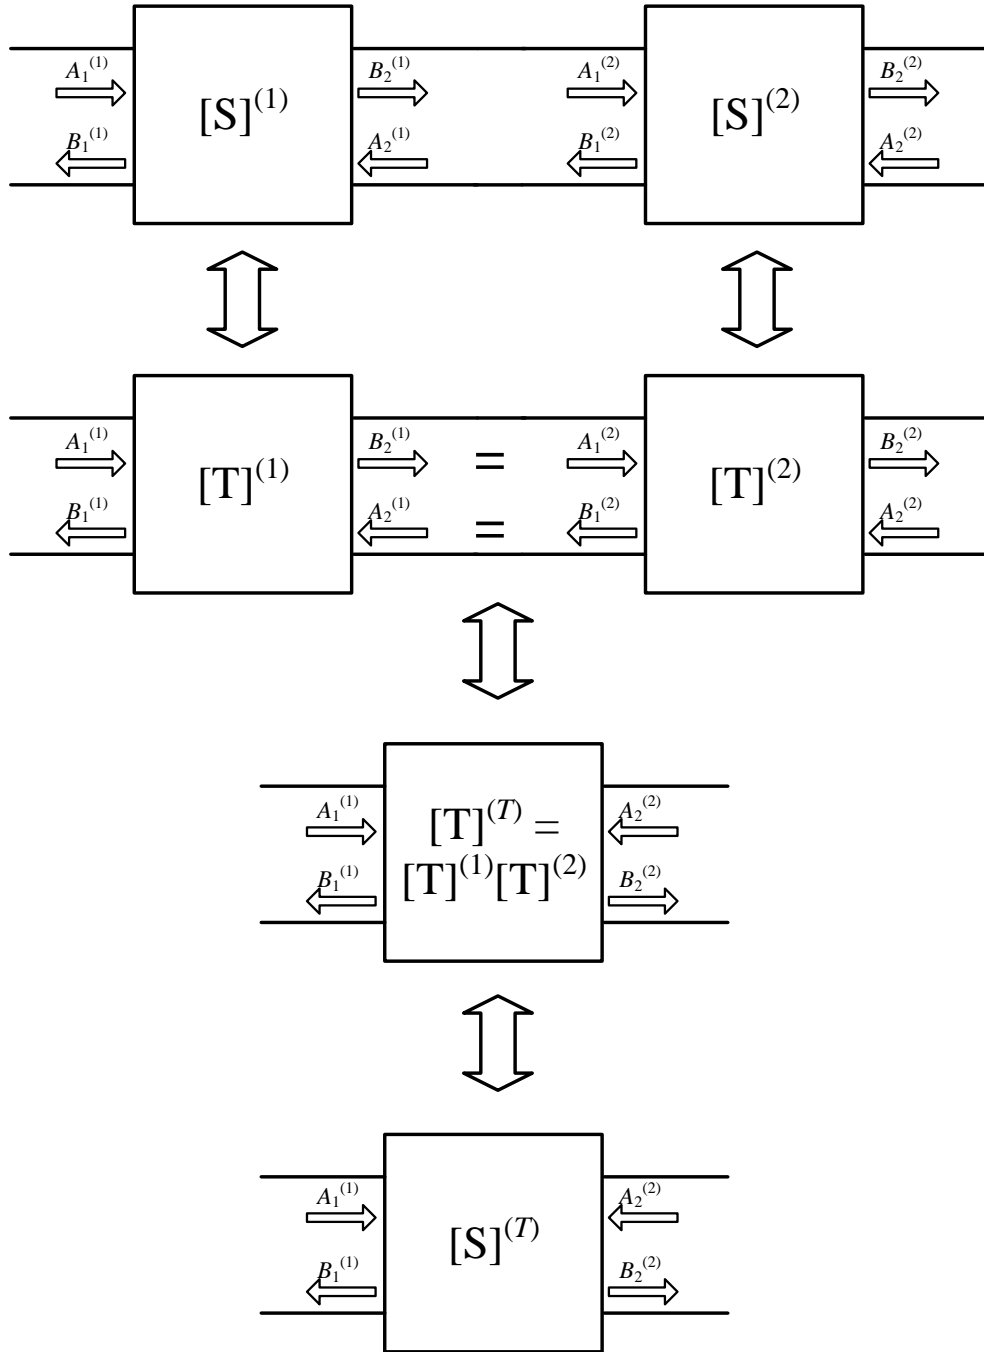 A₁⁽¹⁾ B₂⁽¹⁾ A₁⁽²⁾ B₂⁽²⁾
[S]⁽¹⁾ [S]⁽²⁾
B₁⁽¹⁾ A₂⁽¹⁾ B₁⁽²⁾ A₂⁽²⁾
A₁⁽¹⁾ B₂⁽¹⁾ = A₁⁽²⁾ B₂⁽²⁾
[T]⁽¹⁾ [T]⁽²⁾
B₁⁽¹⁾ A₂⁽¹⁾ = B₁⁽²⁾ A₂⁽²⁾
A₁⁽¹⁾ A₂⁽²⁾
[T]⁽ᵀ⁾ =
[T]⁽¹⁾[T]⁽²⁾
B₁⁽¹⁾ B₂⁽²⁾
A₁⁽¹⁾ A₂⁽²⁾
[S]⁽ᵀ⁾
B₁⁽¹⁾ B₂⁽²⁾